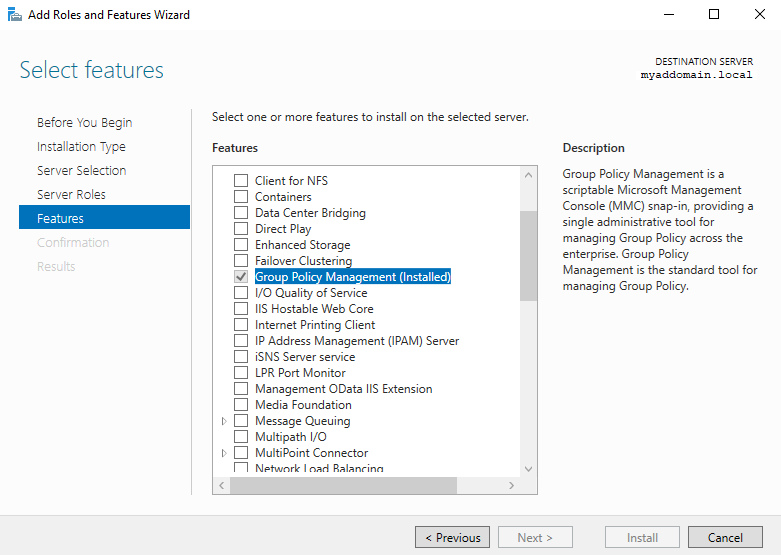 Add Roles and Features Wizard
Select features
DESTINATION SERVER
myaddomain.local
Before You Begin
Installation Type
Server Selection
Server Roles
Features
Confirmation
Results
Select one or more features to install on the selected server.
Features
Client for NFS
Containers
Data Center Bridging
Direct Play
Enhanced Storage
Failover Clustering
Group Policy Management (Installed)
I/O Quality of Service
IIS Hostable Web Core
Internet Printing Client
IP Address Management (IPAM) Server
iSNS Server service
LPR Port Monitor
Management OData IIS Extension
Media Foundation
Message Queuing
Multipath I/O
MultiPoint Connector
Network Load Balancing
Description
Group Policy Management is a
scriptable Microsoft Management
Console (MMC) snap-in, providing a
single administrative tool for
managing Group Policy across the
enterprise. Group Policy
Management is the standard tool for
managing Group Policy.
< Previous
Next >
Install
Cancel